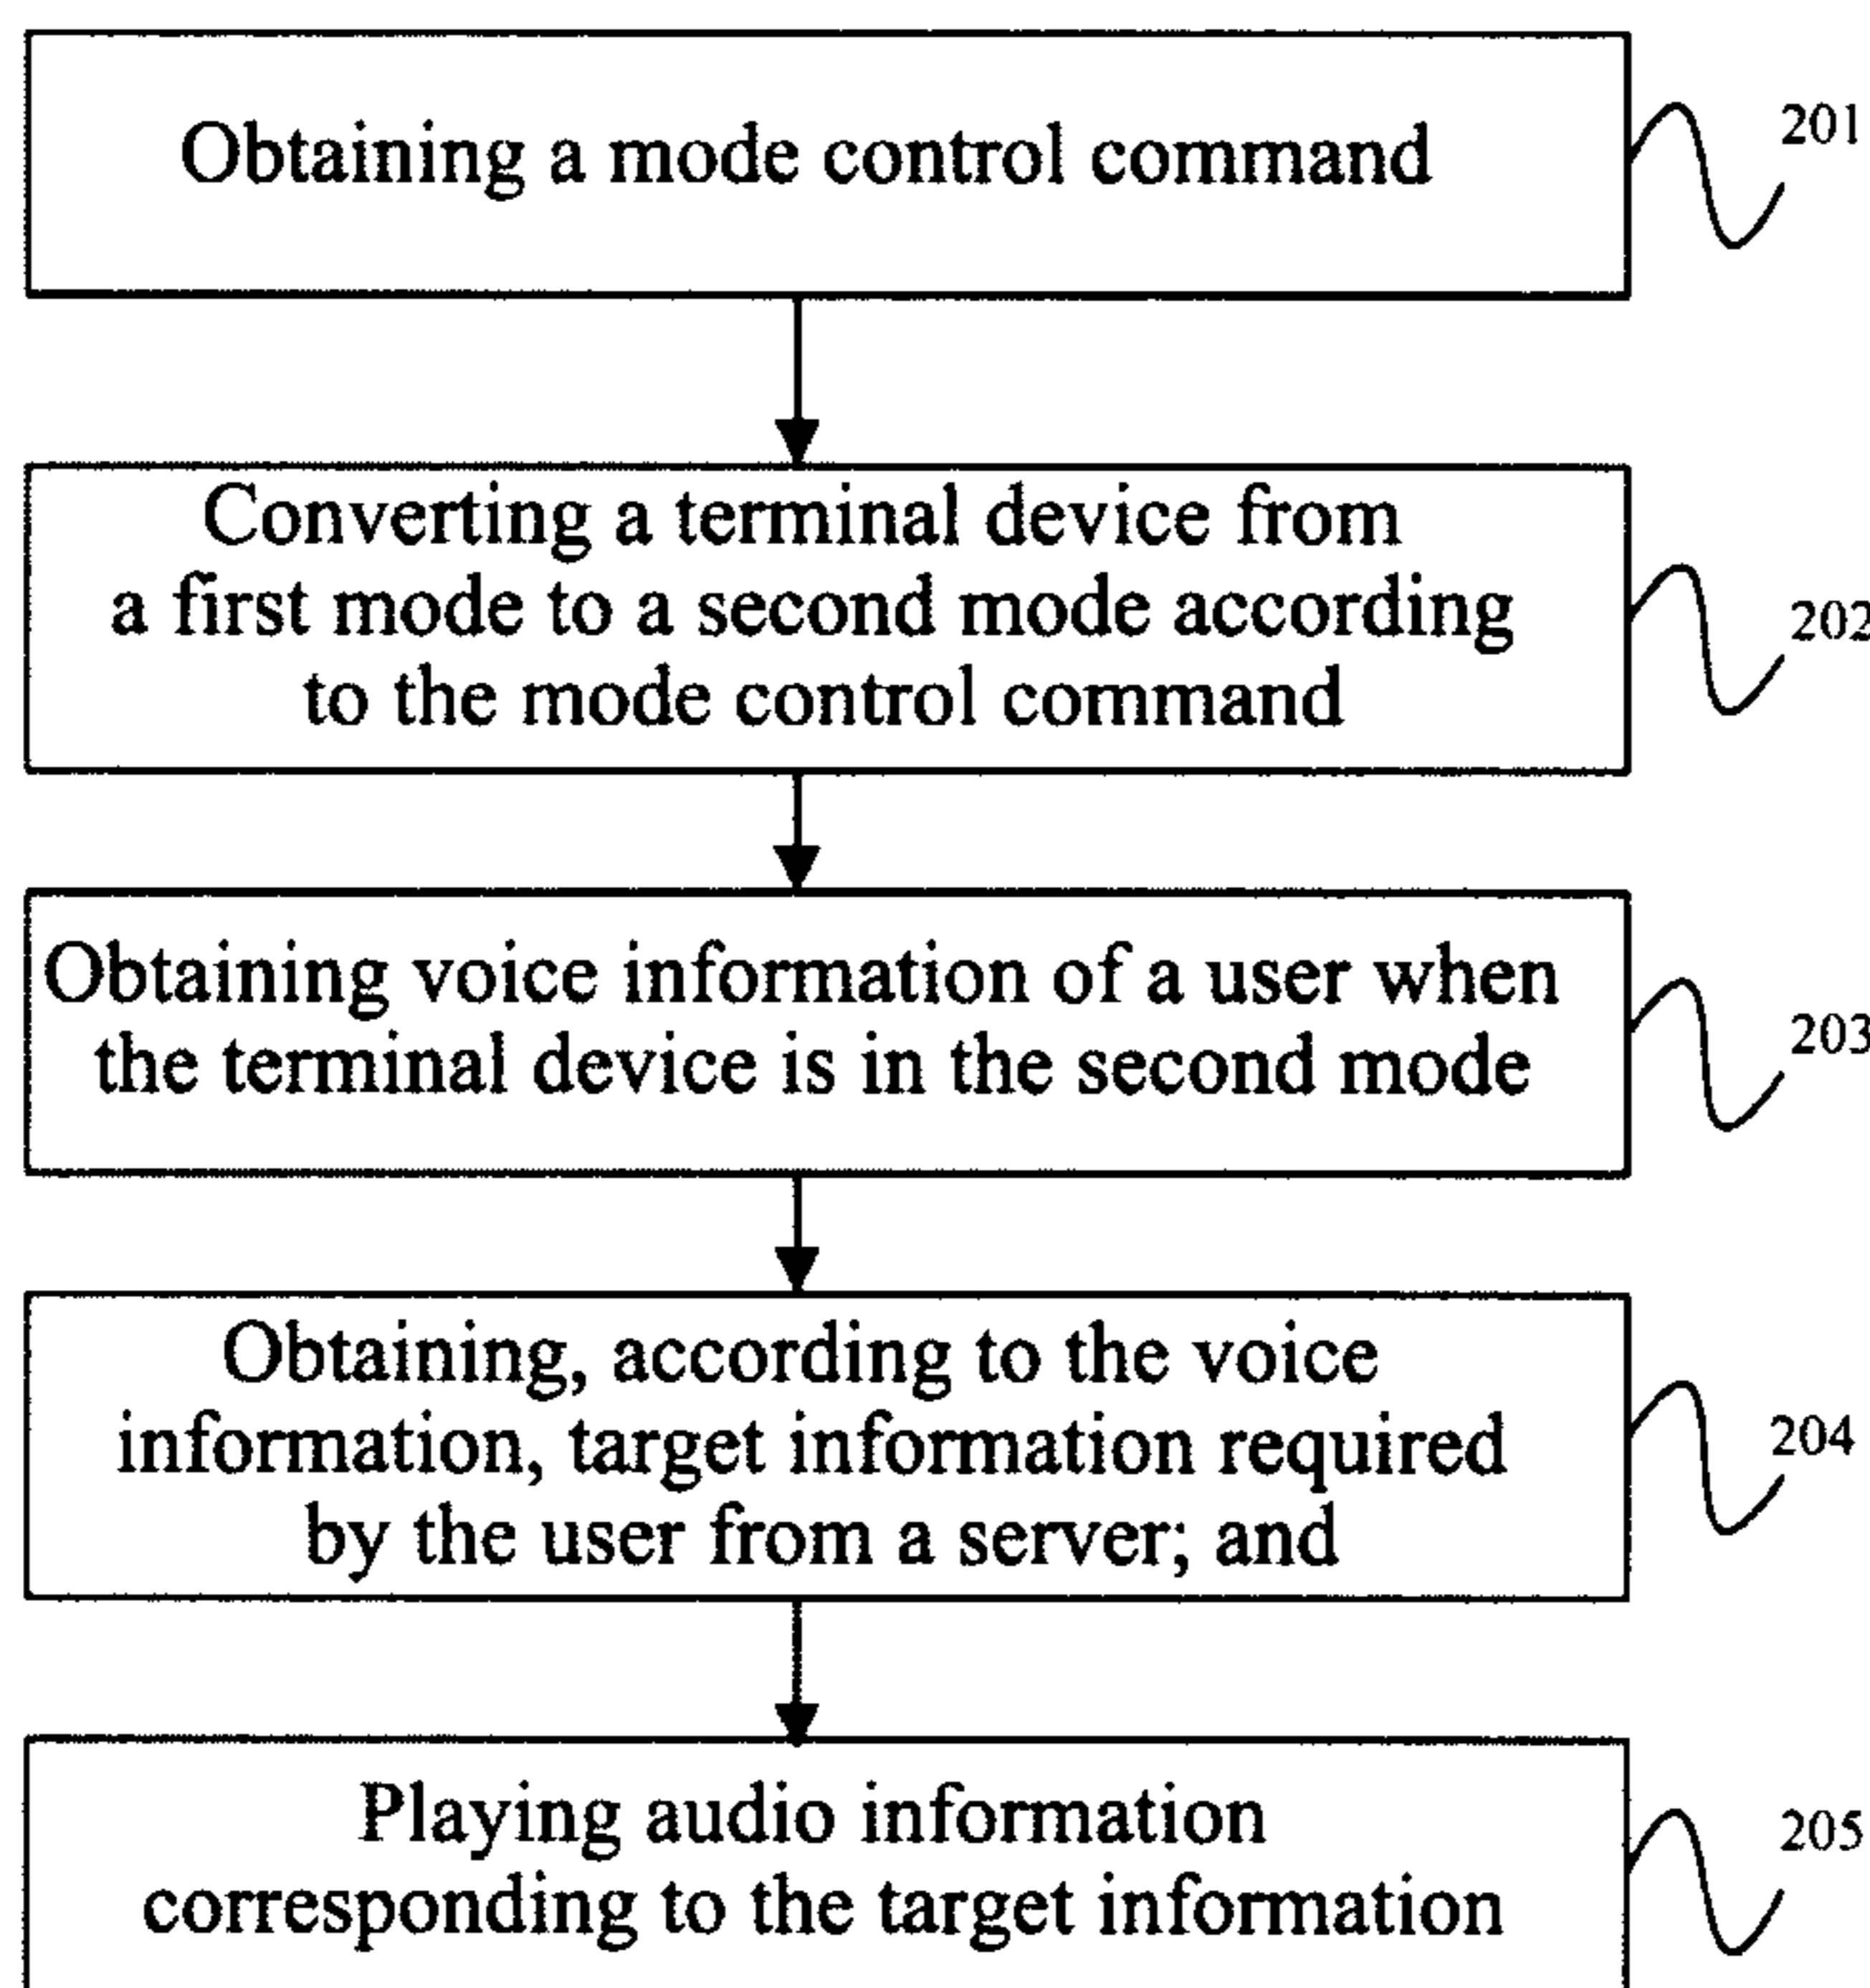 Obtaining a mode control command
201
Converting a terminal device from
a first mode to a second mode according
to the mode control command
202
Obtaining voice information of a user when
the terminal device is in the second mode
203
Obtaining, according to the voice
information, target information required
by the user from a server; and
204
Playing audio information
corresponding to the target information
205